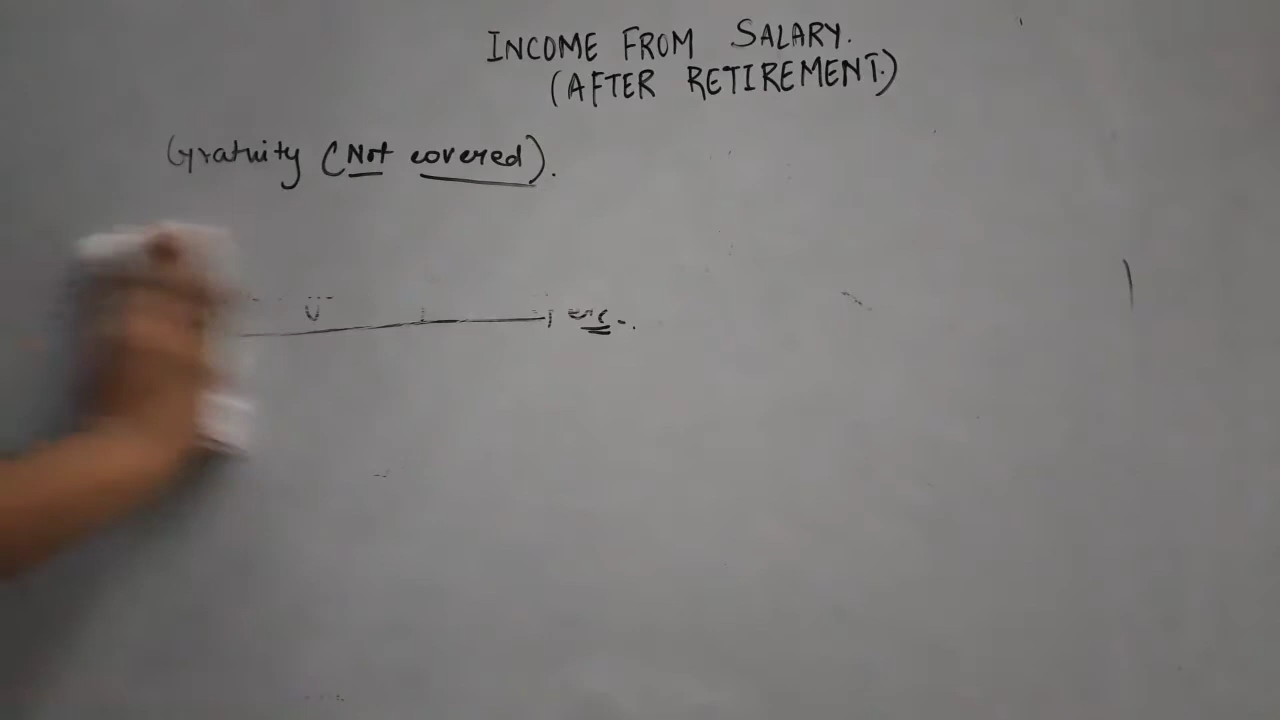 INCOME FROM SALARY.
(AFTER RETIREMENT.)
Gratuity (Not covered).